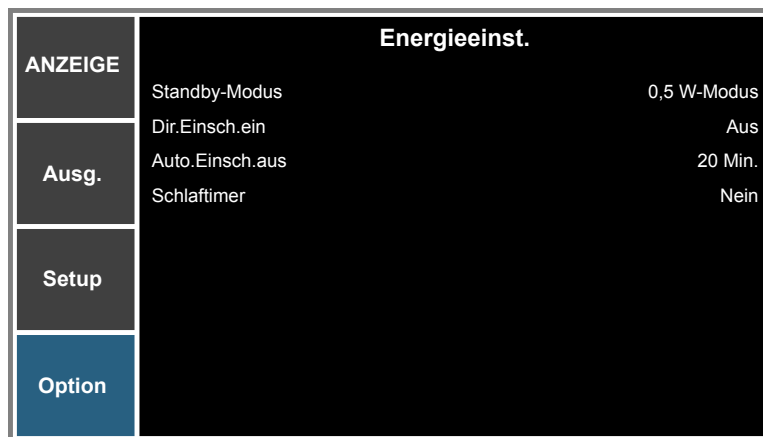 Energieeinst.
ANZEIGE
Standby-Modus 0,5 W-Modus
Dir.Einsch.ein Aus
Auto.Einsch.aus 20 Min.
Schlaftimer Nein
Ausg.
Setup
Option